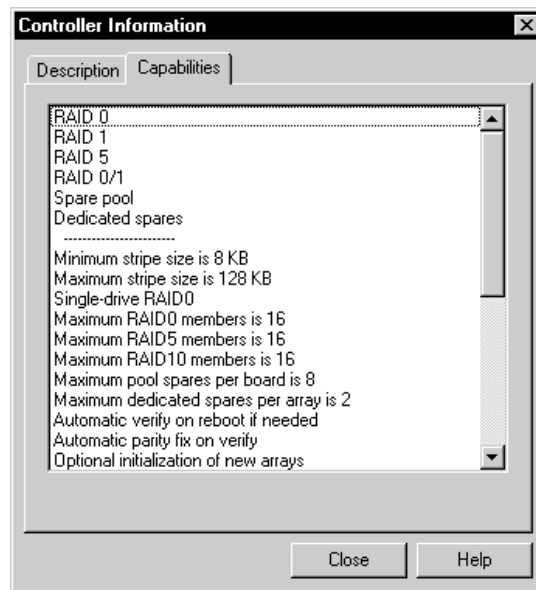 Controller Information
Description
Capabilities
RAID 0
RAID 1
RAID 5
RAID 0/1
Spare pool
Dedicated spares
-----------------------
Minimum stripe size is 8 KB
Maximum stripe size is 128 KB
Single-drive RAID0
Maximum RAID0 members is 16
Maximum RAID5 members is 16
Maximum RAID10 members is 16
Maximum pool spares per board is 8
Maximum dedicated spares per array is 2
Automatic verify on reboot if needed
Automatic parity fix on verify
Optional initialization of new arrays
Close
Help